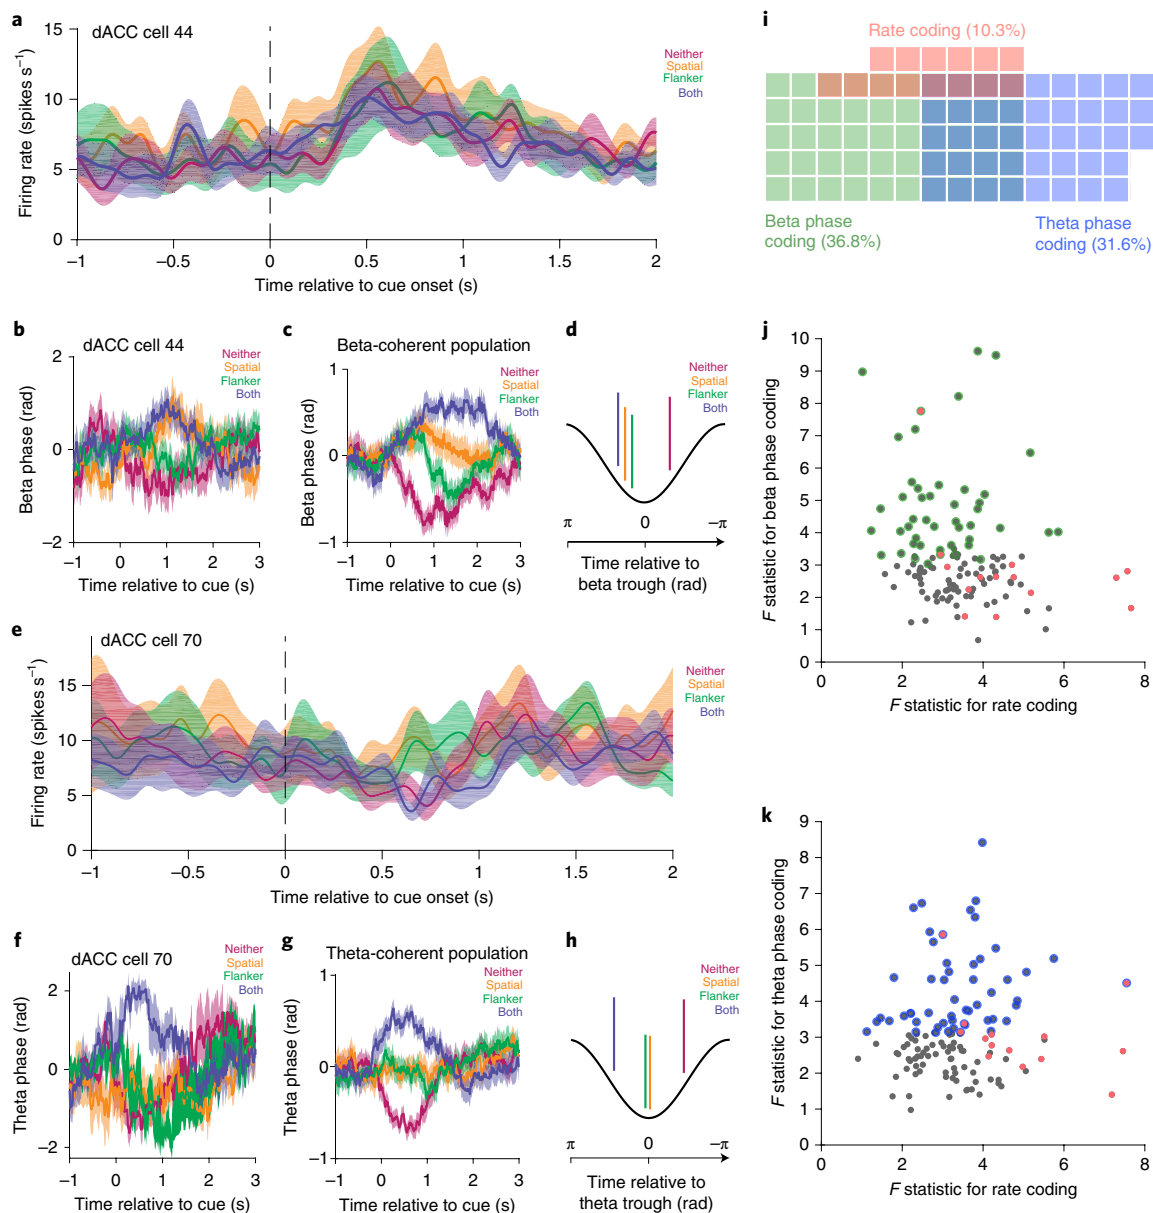 a
dACC cell 44
Neither
Spatial
Flanker
Both
Firing rate (spikes s⁻¹)
15
10
5
0
−1
−0.5
0
0.5
1
1.5
2
Time relative to cue onset (s)
b
dACC cell 44
Neither
Spatial
Flanker
Both
Beta phase (rad)
2
0
−2
−1
0
1
2
3
Time relative to cue (s)
c
Beta-coherent population
Neither
Spatial
Flanker
Both
Beta phase (rad)
1
0
−1
−1
0
1
2
3
Time relative to cue (s)
d
Neither
Spatial
Flanker
Both
π
0
−π
Time relative to
beta trough (rad)
e
dACC cell 70
Neither
Spatial
Flanker
Both
Firing rate (spikes s⁻¹)
15
10
5
0
−1
−0.5
0
0.5
1
1.5
2
Time relative to cue onset (s)
f
dACC cell 70
Neither
Spatial
Flanker
Both
Theta phase (rad)
2
0
−2
−1
0
1
2
3
Time relative to cue (s)
g
Theta-coherent population
Neither
Spatial
Flanker
Both
Theta phase (rad)
1
0
−1
−1
0
1
2
3
Time relative to cue (s)
h
Neither
Spatial
Flanker
Both
π
0
−π
Time relative to
theta trough (rad)
i
Rate coding (10.3%)
Beta phase
coding (36.8%)
Theta phase
coding (31.6%)
j
F statistic for beta phase coding
10
9
8
7
6
5
4
3
2
1
0
0
2
4
6
8
F statistic for rate coding
k
F statistic for theta phase coding
9
8
7
6
5
4
3
2
1
0
0
2
4
6
8
F statistic for rate coding